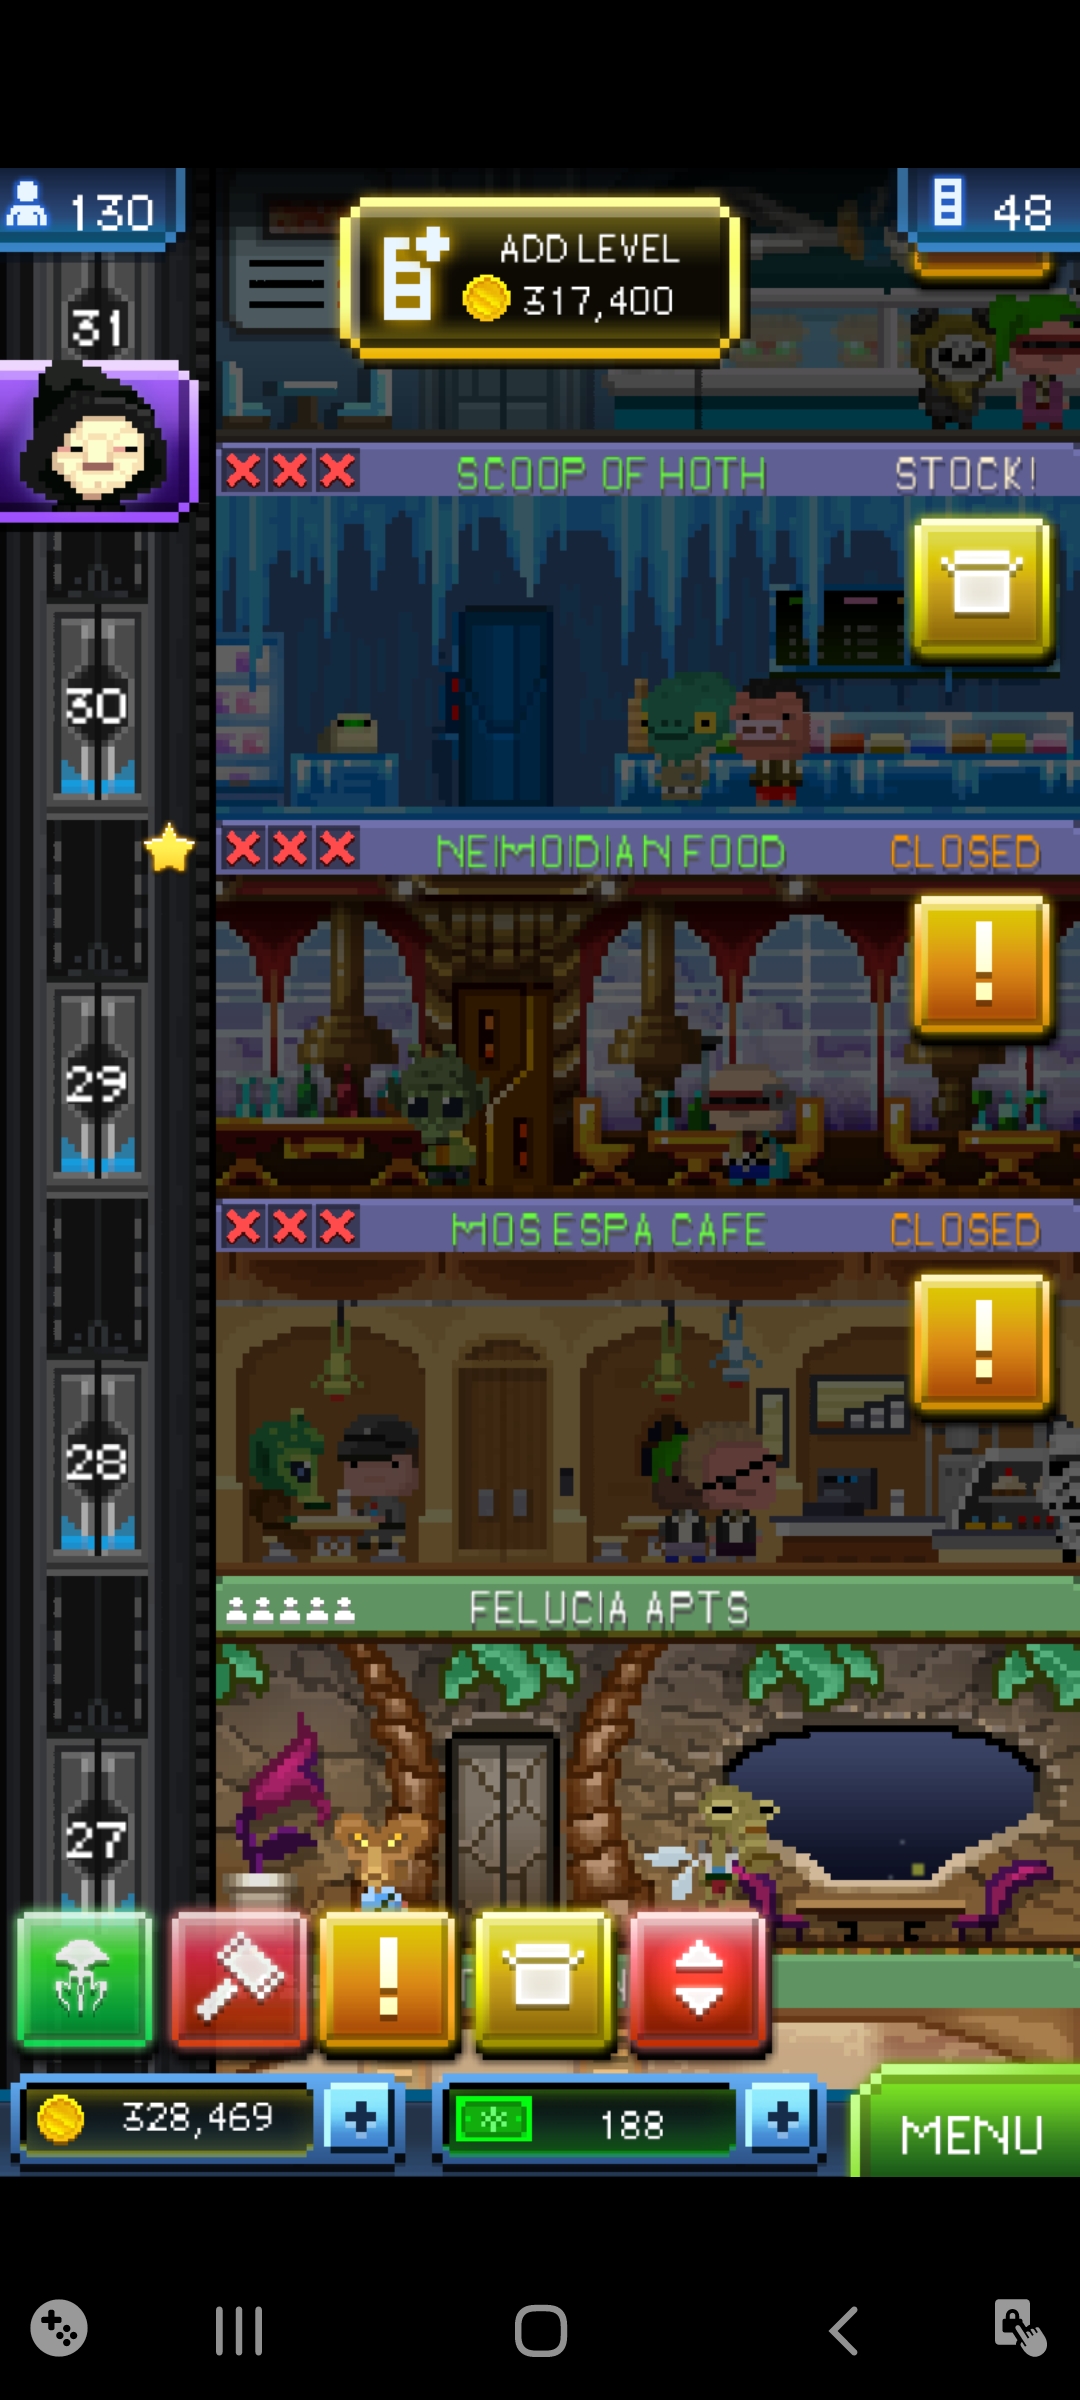 130
48
ADD LEVEL
317,400
31
SCOOP OF HOTH
STOCK!
30
NEIMOIDIAN FOOD
CLOSED
29
MOS ESPA CAFE
CLOSED
28
FELUCIA APTS
27
328,469
188
MENU